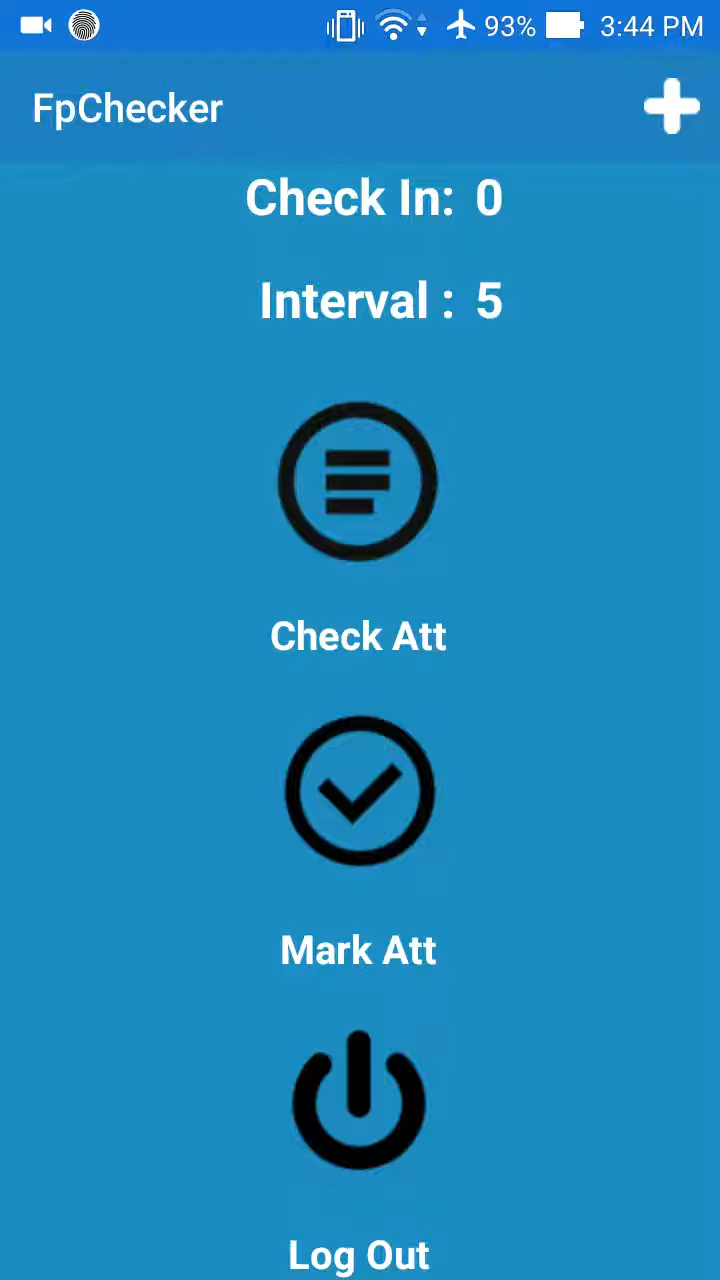 93% 3:44 PM
FpChecker
Check In: 0
Interval : 5
Check Att
Mark Att
Log Out